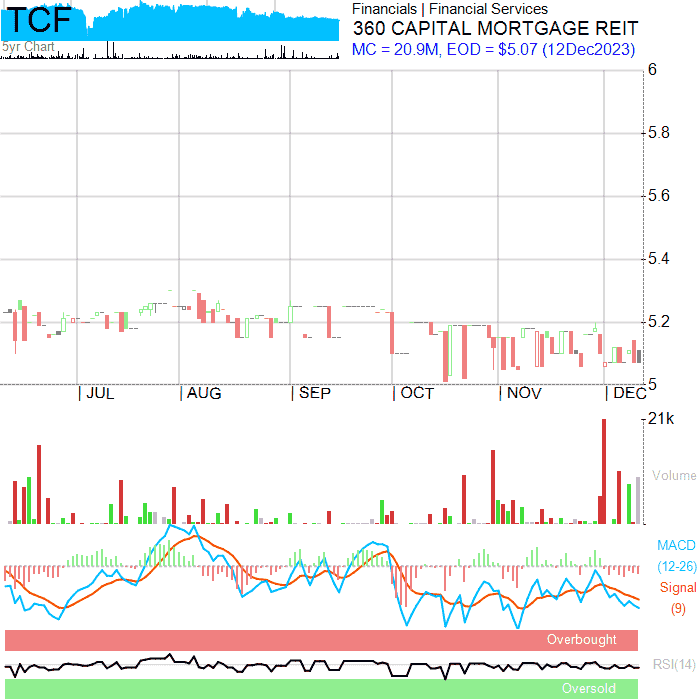 TCF
5yr Chart
Financials | Financial Services
360 CAPITAL MORTGAGE REIT
MC = 20.9M, EOD = $5.07 (12Dec2023)
6
5.8
5.6
5.4
5.2
5
JUL
AUG
SEP
OCT
NOV
DEC
21k
Volume
MACD
(12-26)
Signal
(9)
Overbought
RSI(14)
Oversold